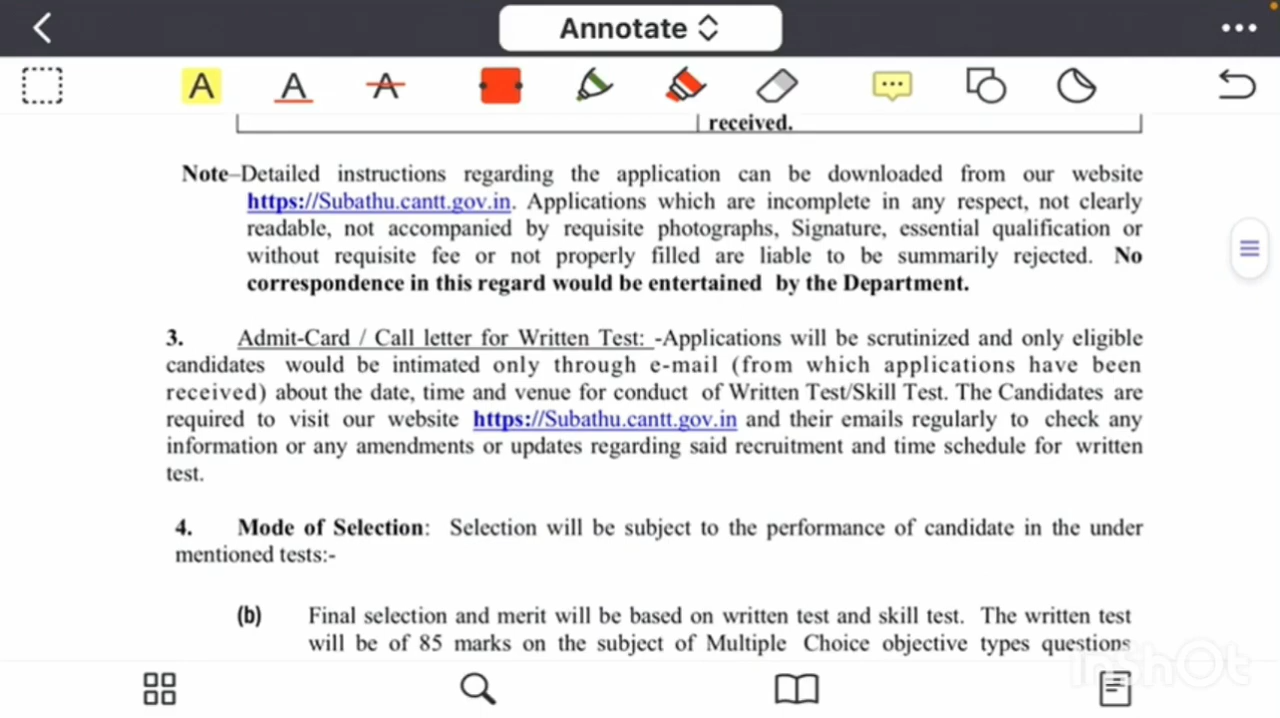 Annotate
A A A
received.
Note–Detailed instructions regarding the application can be downloaded from our website
https://Subathu.cantt.gov.in. Applications which are incomplete in any respect, not clearly
readable, not accompanied by requisite photographs, Signature, essential qualification or
without requisite fee or not properly filled are liable to be summarily rejected. No
correspondence in this regard would be entertained by the Department.
3. Admit-Card / Call letter for Written Test: -Applications will be scrutinized and only eligible
candidates would be intimated only through e-mail (from which applications have been
received) about the date, time and venue for conduct of Written Test/Skill Test. The Candidates are
required to visit our website https://Subathu.cantt.gov.in and their emails regularly to check any
information or any amendments or updates regarding said recruitment and time schedule for written
test.
4. Mode of Selection: Selection will be subject to the performance of candidate in the under
mentioned tests:-
(b) Final selection and merit will be based on written test and skill test. The written test
will be of 85 marks on the subject of Multiple Choice objective types questions
InShOt